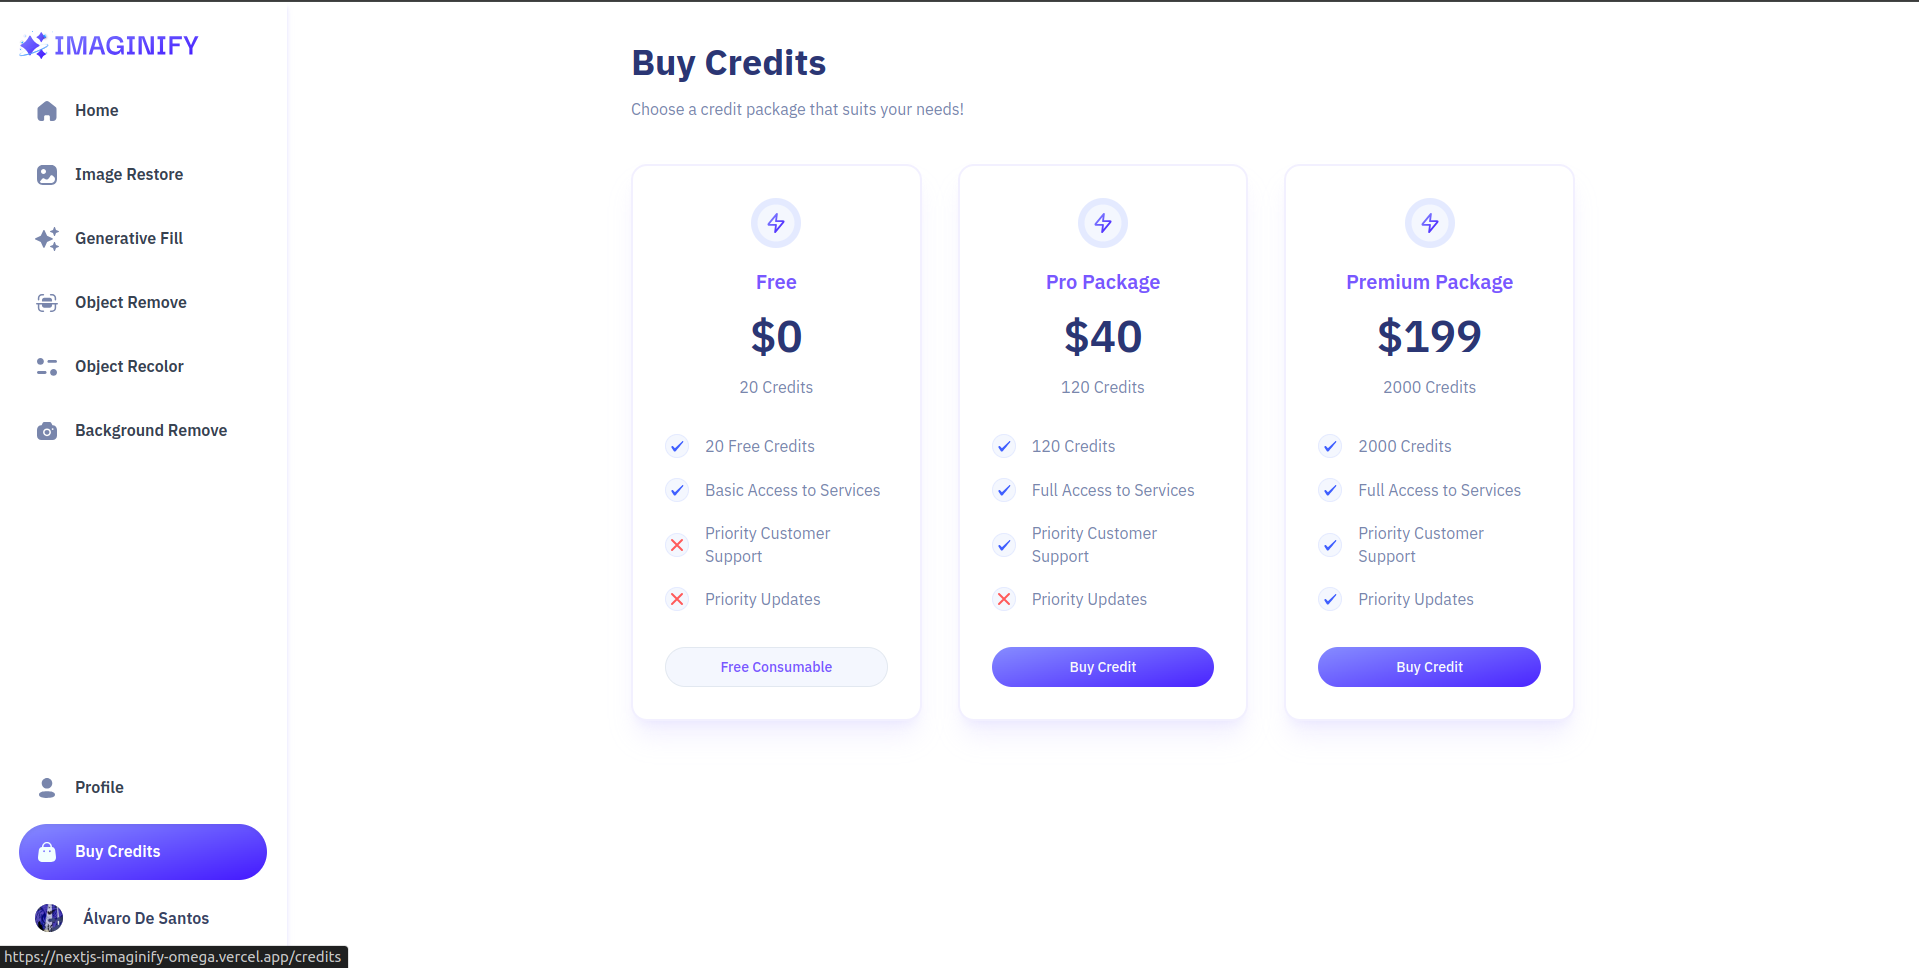 IMAGINIFY
Home
Image Restore
Generative Fill
Object Remove
Object Recolor
Background Remove
Profile
Buy Credits
Álvaro De Santos
https://nextjs-imaginify-omega.vercel.app/credits
Buy Credits
Choose a credit package that suits your needs!
Free
$0
20 Credits
20 Free Credits
Basic Access to Services
Priority Customer
Support
Priority Updates
Free Consumable
Pro Package
$40
120 Credits
120 Credits
Full Access to Services
Priority Customer
Support
Priority Updates
Buy Credit
Premium Package
$199
2000 Credits
2000 Credits
Full Access to Services
Priority Customer
Support
Priority Updates
Buy Credit